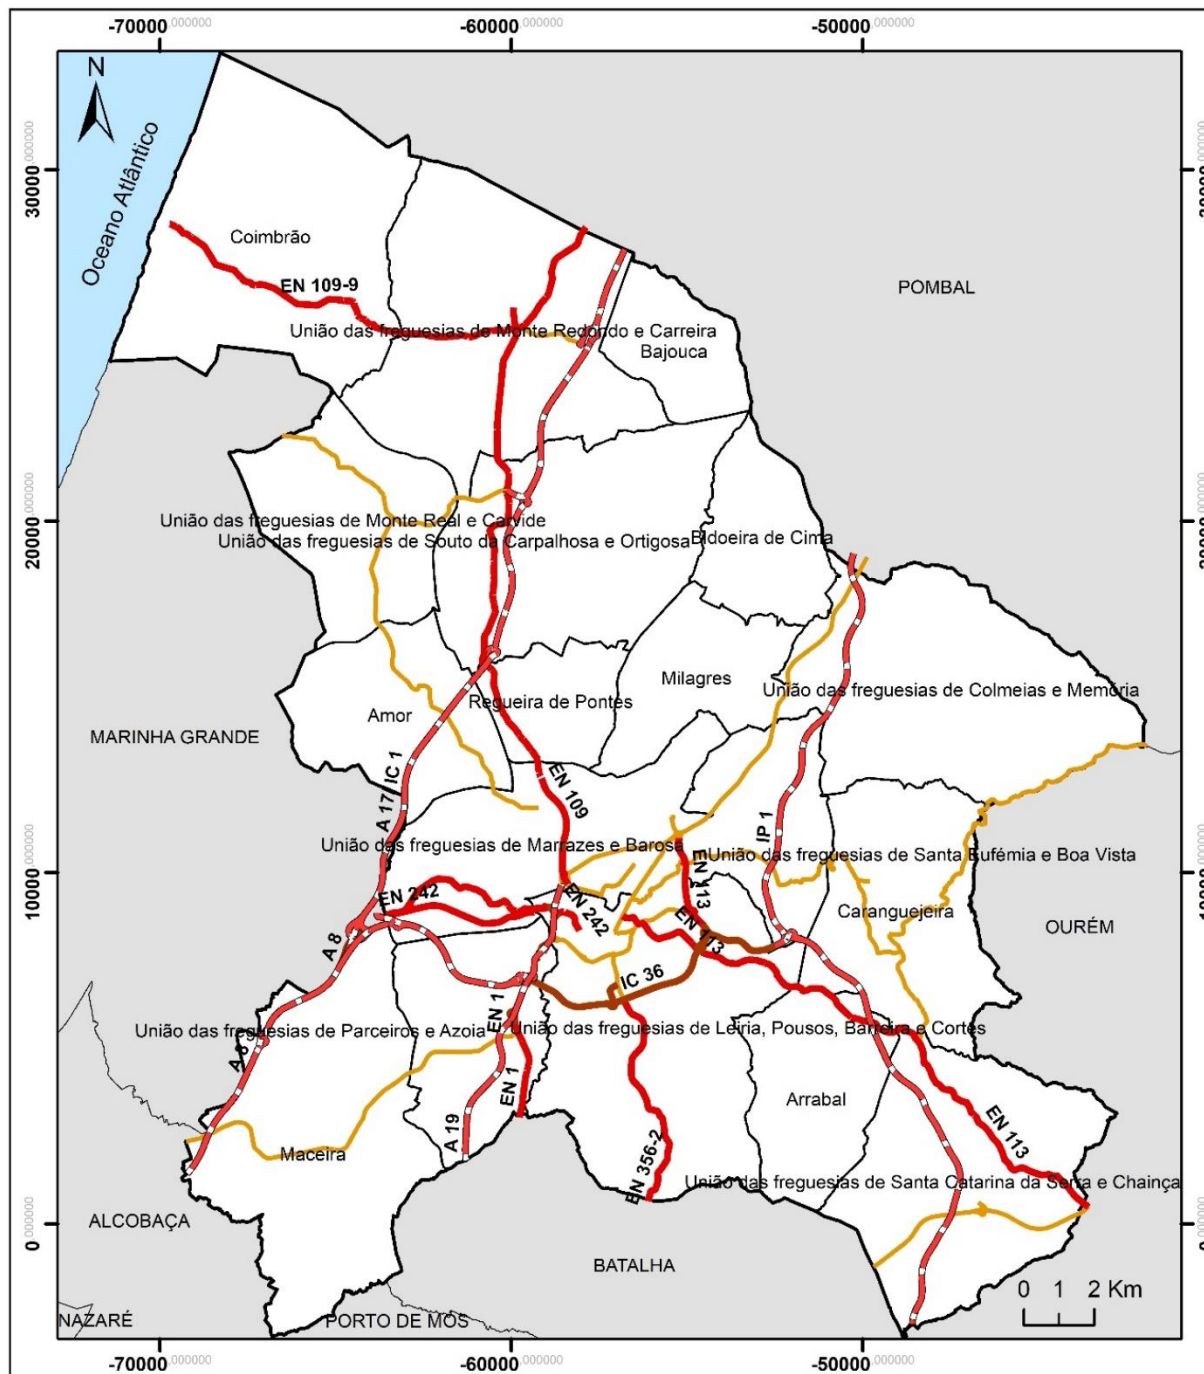 -70000,000000 -60000,000000 -50000,000000
N
Oceano Atlântico
30000,000000
Coimbrão
EN 109-9
POMBAL
União das freguesias de Monte Redondo e Carreira
Bajouca
20000,000000
União das freguesias de Monte Real e Carvide
União das freguesias de Souto da Carpalhosa e Ortigosa
Bidoeira de Cima
Milagres
União das freguesias de Colmeias e Memória
Regueira de Pontes
Amor
MARINHA GRANDE
A 17/ IC 1
EN 109
IP 1
União das freguesias de Marrazes e Barosa
União das freguesias de Santa Eufémia e Boa Vista
10000,000000
EN 113
EN 242
EN 242
Caranguejeira
OURÉM
EN 113
A 8
IC 36
EN 1
União das freguesias de Parceiros e Azoia
União das freguesias de Leiria, Pousos, Barreira e Cortes
A 8
EN 1
Arrabal
A 19
EN 113
Maceira
EN 356-2
União das freguesias de Santa Catarina da Serra e Chainça
ALCOBAÇA
0,000000
BATALHA
0 1 2 Km
NAZARÉ
PORTO DE MÓS
-70000,000000 -60000,000000 -50000,000000